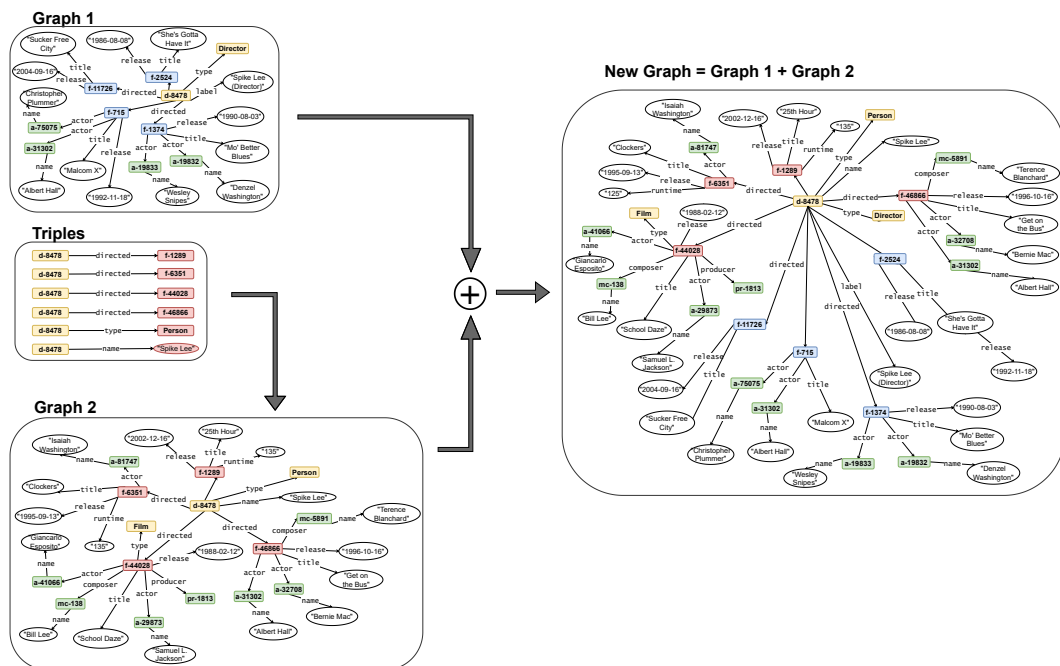 Graph 1
"Sucker Free
City"
"1986-08-08"
"She's Gotta
Have It"
Director
title
release
title
type
"2004-09-16"
release
f-2524
label
"Spike Lee
(Director)"
f-11726
directed
d-8478
"Christopher
Plummer"
name
f-715
directed
"1990-08-03"
a-75075
actor
actor
f-1374
release
a-31302
title
release
actor
title
"Mo' Better
Blues"
actor
a-19832
name
"Malcolm X"
a-19833
name
name
"Albert Hall"
"1992-11-18"
"Wesley
Snipes"
"Denzel
Washington"
Triples
d-8478 directed f-1289
d-8478 directed f-6351
d-8478 directed f-44028
d-8478 directed f-46866
d-8478 type Person
d-8478 name "Spike Lee"
Graph 2
"Isaiah
Washington"
"2002-12-16"
"25th Hour"
name
a-81747
title
"135"
release
runtime
actor
f-1289
Person
"Clockers"
title
f-6351
type
directed
d-8478
name
"Spike Lee"
"1995-09-13"
release
mc-5891
"Terence
Blanchard"
runtime
Film
directed
directed
composer
name
Giancarlo
Esposito"
"135"
type
"1988-02-12"
f-46866
release
"1996-10-16"
name
f-44028
release
title
actor
actor
actor
"Get on
the Bus"
a-41066
composer
producer
mc-138
title
actor
pr-1813
a-31302
a-32708
name
name
name
"Bernie Mac"
a-29873
"Bill Lee"
"School Daze"
name
"Albert Hall"
"Samuel L.
Jackson"
+
New Graph = Graph 1 + Graph 2
"Isaiah
Washington"
"2002-12-16"
"25th Hour"
name
"135"
Person
a-81747
release
title
runtime
"Spike Lee"
"Clockers"
type
mc-5891
title
actor
f-1289
name
name
"Terence
Blanchard"
"1995-09-13"
release
f-6351
composer
"125"
runtime
directed
d-8478
directed
f-46866
release
"1996-10-16"
Film
"1988-02-12"
type
Director
actor
title
"Get on
the Bus"
a-41066
type
release
directed
actor
a-32708
name
actor
f-44028
name
"Bernie Mac"
Giancarlo
Esposito"
composer
producer
directed
f-2524
a-31302
name
"Albert Hall"
mc-138
title
actor
pr-1813
label
title
name
directed
release
"Bill Lee"
a-29873
"She's Gotta
Have It"
"School Daze"
name
f-11726
"1986-08-08"
release
"Samuel L.
Jackson"
f-715
release
title
"Spike Lee
(Director)"
"1992-11-18"
"2004-09-16"
a-75075
actor
actor
title
f-1374
release
"1990-08-03"
name
a-31302
"Sucker Free
City"
"Malcom X"
actor
actor
title
"Mo' Better
Blues"
name
"Christopher
Plummer"
"Albert Hall"
a-19833
a-19832
name
name
"Wesley
Snipes"
"Denzel
Washington"